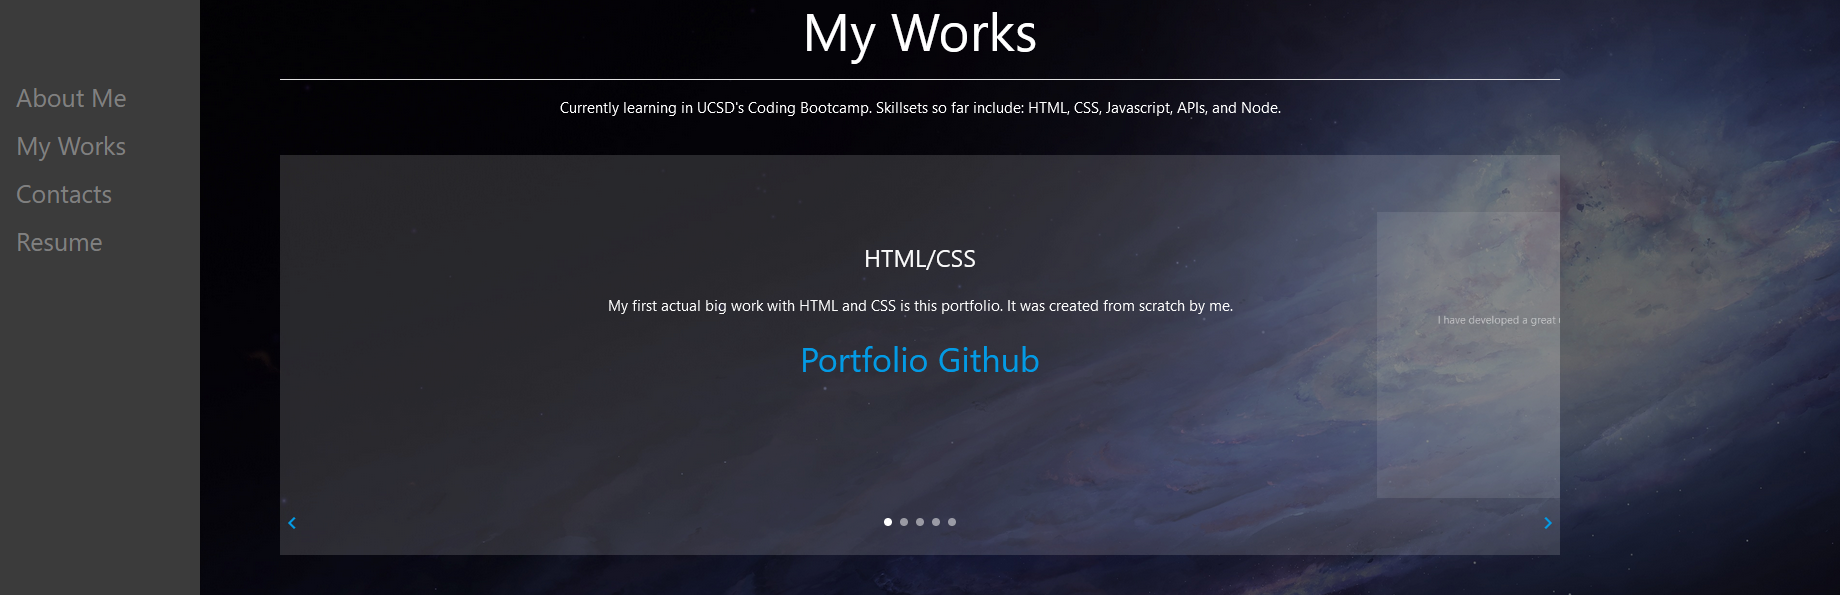 My Works
About Me
My Works
Contacts
Resume
Currently learning in UCSD's Coding Bootcamp. Skillsets so far include: HTML, CSS, Javascript, APIs, and Node.
HTML/CSS
My first actual big work with HTML and CSS is this portfolio. It was created from scratch by me.
I have developed a great
Portfolio Github